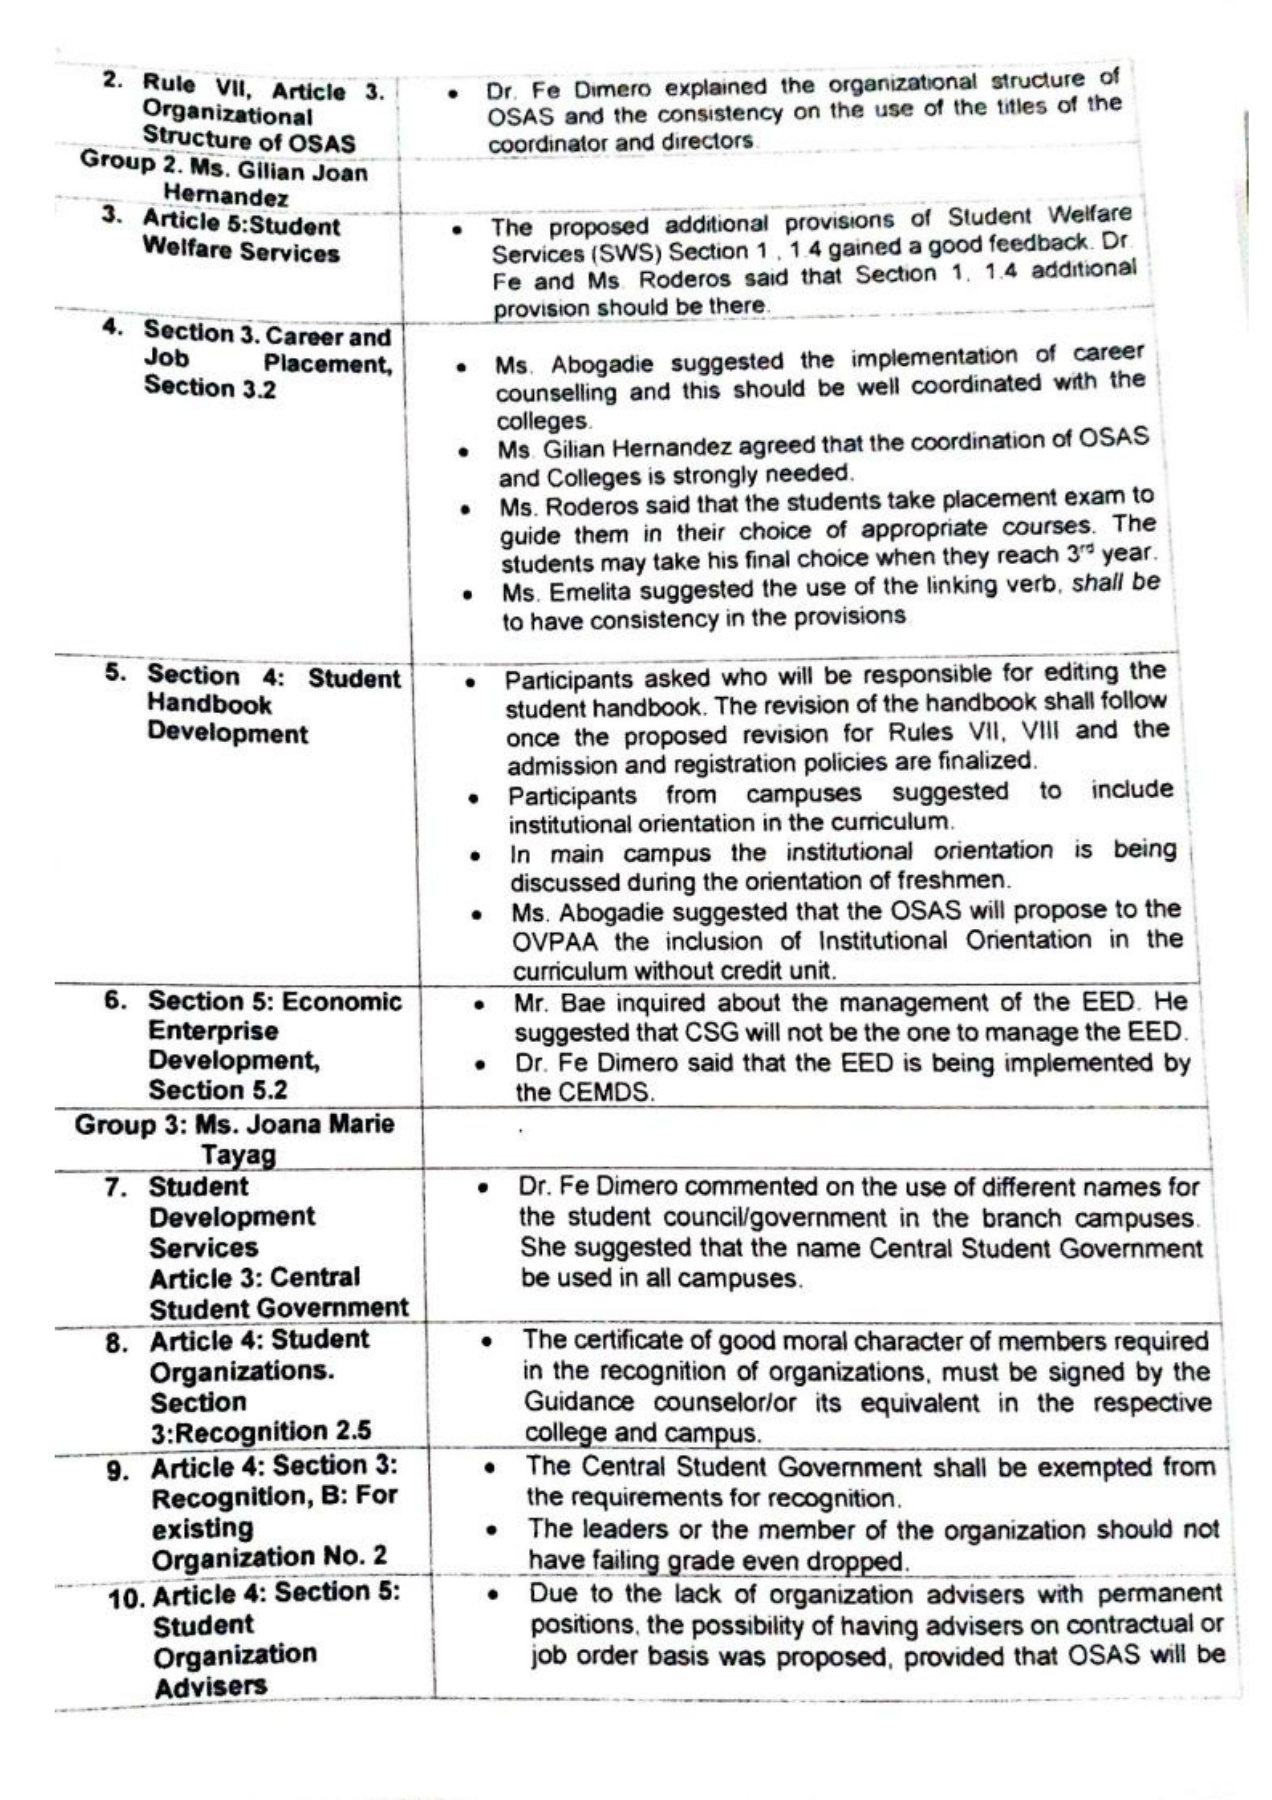 2. Rule VII, Article 3.
Organizational
Structure of OSAS
• Dr. Fe Dimero explained the organizational structure of
OSAS and the consistency on the use of the titles of the
coordinator and directors.
Group 2. Ms. Gilian Joan
Hernandez
3. Article 5:Student
Welfare Services
• The proposed additional provisions of Student Welfare
Services (SWS) Section 1 , 1.4 gained a good feedback. Dr.
Fe and Ms. Roderos said that Section 1, 1.4 additional
provision should be there.
4. Section 3. Career and
Job Placement,
Section 3.2
• Ms. Abogadie suggested the implementation of career
counselling and this should be well coordinated with the
colleges.
• Ms. Gilian Hernandez agreed that the coordination of OSAS
and Colleges is strongly needed.
• Ms. Roderos said that the students take placement exam to
guide them in their choice of appropriate courses. The
students may take his final choice when they reach 3rd year.
• Ms. Emelita suggested the use of the linking verb, shall be
to have consistency in the provisions
5. Section 4: Student
Handbook
Development
• Participants asked who will be responsible for editing the
student handbook. The revision of the handbook shall follow
once the proposed revision for Rules VII, VIII and the
admission and registration policies are finalized.
• Participants from campuses suggested to include
institutional orientation in the curriculum.
• In main campus the institutional orientation is being
discussed during the orientation of freshmen.
• Ms. Abogadie suggested that the OSAS will propose to the
OVPAA the inclusion of Institutional Orientation in the
curriculum without credit unit.
6. Section 5: Economic
Enterprise
Development,
Section 5.2
• Mr. Bae inquired about the management of the EED. He
suggested that CSG will not be the one to manage the EED.
• Dr. Fe Dimero said that the EED is being implemented by
the CEMDS.
Group 3: Ms. Joana Marie
Tayag
7. Student
Development
Services
Article 3: Central
Student Government
• Dr. Fe Dimero commented on the use of different names for
the student council/government in the branch campuses.
She suggested that the name Central Student Government
be used in all campuses.
8. Article 4: Student
Organizations.
Section
3:Recognition 2.5
• The certificate of good moral character of members required
in the recognition of organizations, must be signed by the
Guidance counselor/or its equivalent in the respective
college and campus.
9. Article 4: Section 3:
Recognition, B: For
existing
Organization No. 2
• The Central Student Government shall be exempted from
the requirements for recognition.
• The leaders or the member of the organization should not
have failing grade even dropped.
10. Article 4: Section 5:
Student
Organization
Advisers
• Due to the lack of organization advisers with permanent
positions, the possibility of having advisers on contractual or
job order basis was proposed, provided that OSAS will be